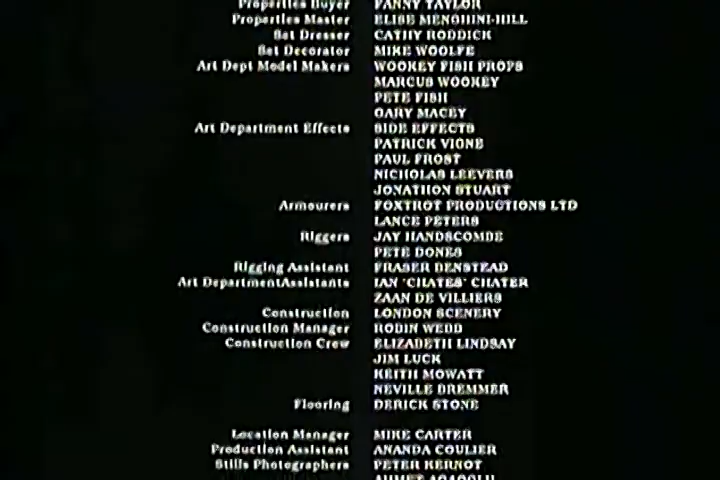 Properties Buyer FANNY TAYLOR
Properties Master ELISE MENGHINI-HILL
Set Dresser CATHY RODDICK
Set Decorator MIKE WOOLFE
Art Dept Model Makers WOOKEY FISH PROPS
MARCUS WOOKEY
PETE FISH
GARY MACEY
Art Department Effects SIDE EFFECTS
PATRICK VIGNE
PAUL FROST
NICHOLAS LEEVERS
JONATHON STUART
Armourers FOXTROT PRODUCTIONS LTD
LANCE PETERS
Riggers JAY HANDSCOMBE
PETE DONES
Rigging Assistant FRASER DENSTEAD
Art DepartmentAssistants IAN 'CHATES' CHATER
ZAAN DE VILLIERS
Construction LONDON SCENERY
Construction Manager ROBIN WEDD
Construction Crew ELIZABETH LINDSAY
JIM LUCK
KEITH MOWATT
NEVILLE BREMMER
Flooring DERICK STONE
Location Manager MIKE CARTER
Production Assistant ANANDA COULIER
Stills Photographers PETER KERNOT
AHMET